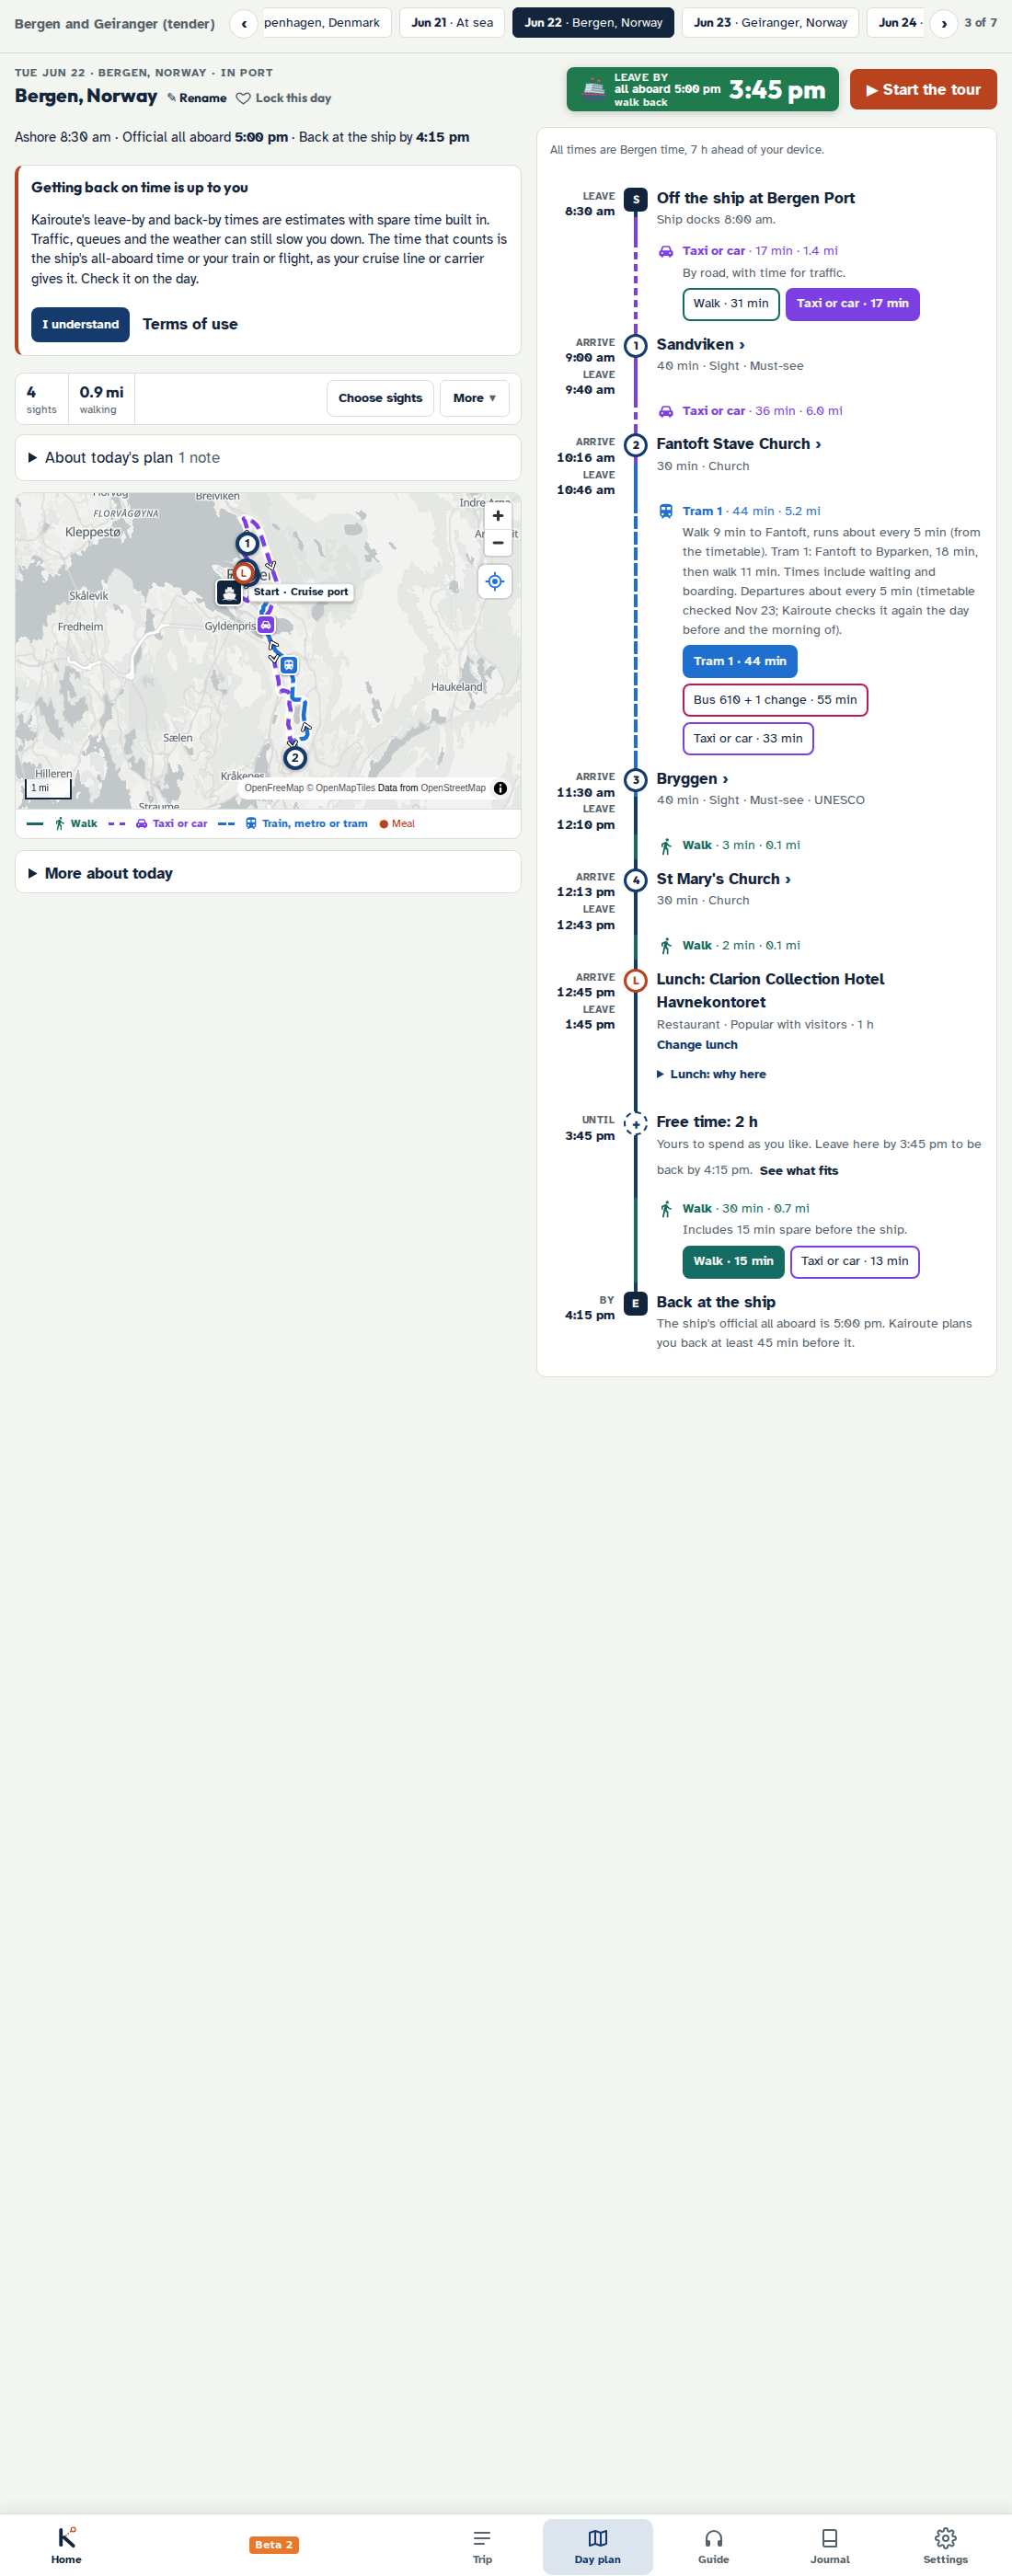 Bergen and Geiranger (tender)
‹
penhagen, Denmark
Jun 21 · At sea
Jun 22 · Bergen, Norway
Jun 23 · Geiranger, Norway
Jun 24 ·
›
3 of 7
TUE JUN 22 · BERGEN, NORWAY · IN PORT
Bergen, Norway
✎ Rename
Lock this day
LEAVE BY
all aboard 5:00 pm
walk back
3:45 pm
▶ Start the tour
Ashore 8:30 am · Official all aboard 5:00 pm · Back at the ship by 4:15 pm
Getting back on time is up to you
Kairoute's leave-by and back-by times are estimates with spare time built in.
Traffic, queues and the weather can still slow you down. The time that counts is
the ship's all-aboard time or your train or flight, as your cruise line or carrier
gives it. Check it on the day.
I understand
Terms of use
4
sights
0.9 mi
walking
Choose sights
More ▼
▶ About today's plan 1 note
Breiviken
FLORVÅGØYNA
Kleppestø
Skålevik
Fredheim
Gyldenpris
Start · Cruise port
1
L
2
Haukeland
Sælen
Hilleren
Kråkenes
Straume
+
−
1 mi
OpenFreeMap © OpenMapTiles Data from OpenStreetMap
Walk
Taxi or car
Train, metro or tram
Meal
▶ More about today
All times are Bergen time, 7 h ahead of your device.
LEAVE
8:30 am
S
Off the ship at Bergen Port
Ship docks 8:00 am.
Taxi or car · 17 min · 1.4 mi
By road, with time for traffic.
Walk · 31 min
Taxi or car · 17 min
ARRIVE
9:00 am
LEAVE
9:40 am
1
Sandviken ›
40 min · Sight · Must-see
Taxi or car · 36 min · 6.0 mi
ARRIVE
10:16 am
LEAVE
10:46 am
2
Fantoft Stave Church ›
30 min · Church
Tram 1 · 44 min · 5.2 mi
Walk 9 min to Fantoft, runs about every 5 min (from
the timetable). Tram 1: Fantoft to Byparken, 18 min,
then walk 11 min. Times include waiting and
boarding. Departures about every 5 min (timetable
checked Nov 23; Kairoute checks it again the day
before and the morning of).
Tram 1 · 44 min
Bus 610 + 1 change · 55 min
Taxi or car · 33 min
ARRIVE
11:30 am
LEAVE
12:10 pm
3
Bryggen ›
40 min · Sight · Must-see · UNESCO
Walk · 3 min · 0.1 mi
ARRIVE
12:13 pm
LEAVE
12:43 pm
4
St Mary's Church ›
30 min · Church
Walk · 2 min · 0.1 mi
ARRIVE
12:45 pm
LEAVE
1:45 pm
L
Lunch: Clarion Collection Hotel
Havnekontoret
Restaurant · Popular with visitors · 1 h
Change lunch
▶ Lunch: why here
UNTIL
3:45 pm
+
Free time: 2 h
Yours to spend as you like. Leave here by 3:45 pm to be
back by 4:15 pm. See what fits
Walk · 30 min · 0.7 mi
Includes 15 min spare before the ship.
Walk · 15 min
Taxi or car · 13 min
BY
4:15 pm
E
Back at the ship
The ship's official all aboard is 5:00 pm. Kairoute plans
you back at least 45 min before it.
Home
Beta 2
Trip
Day plan
Guide
Journal
Settings